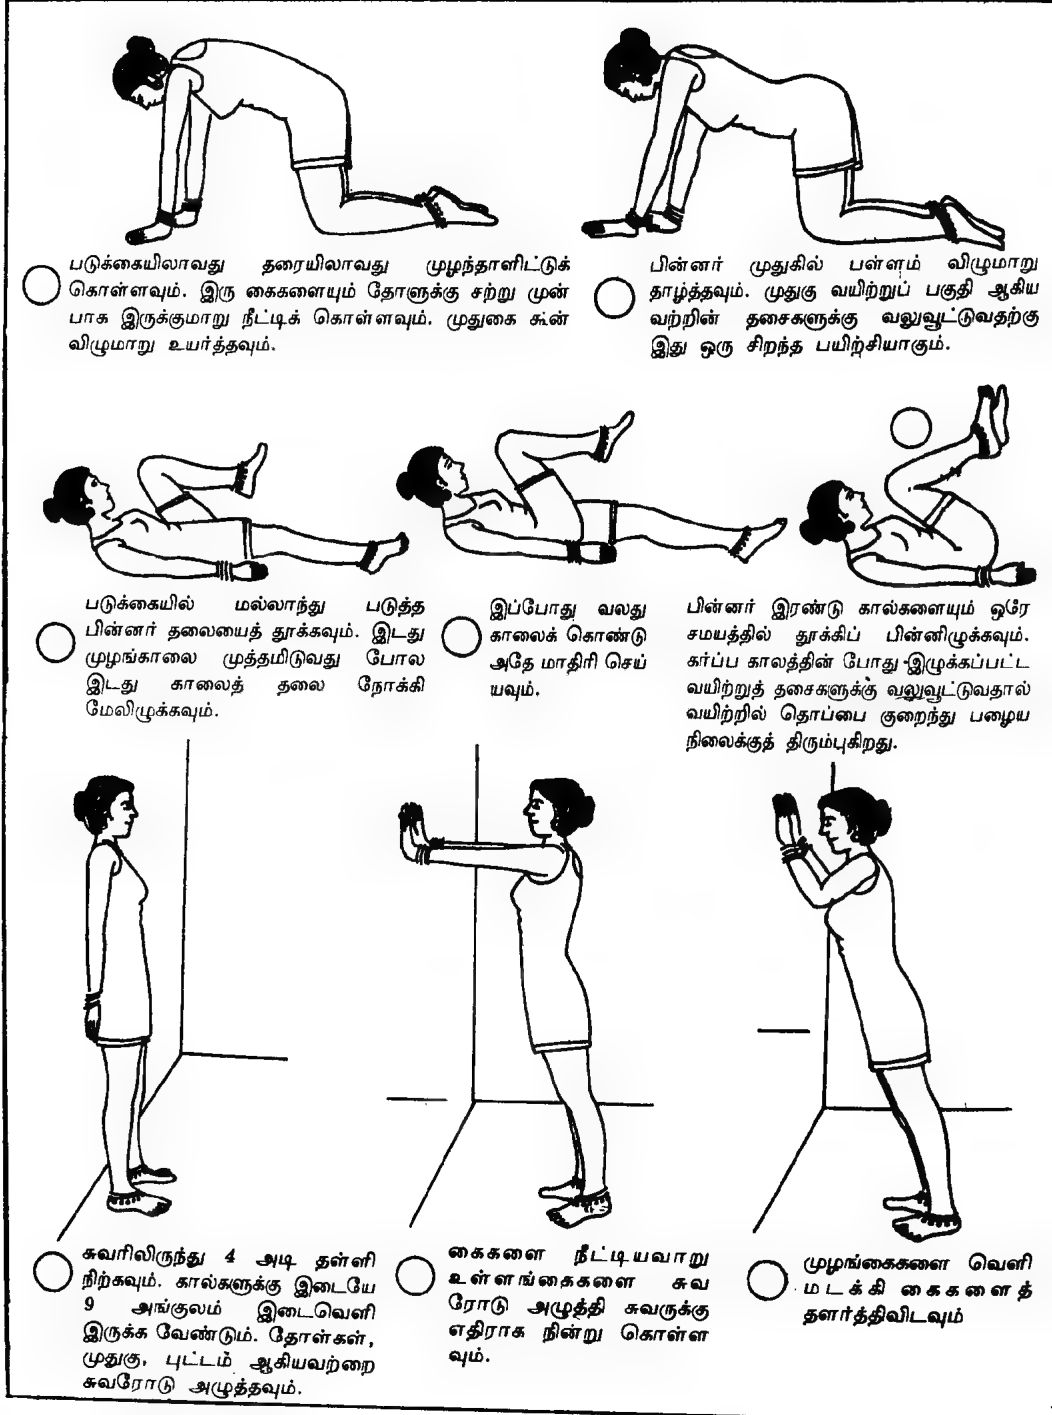 படுக்கையிலாவது தரையிலாவது முழந்தாளிட்டுக்
கொள்ளவும். இரு கைகளையும் தோளுக்கு சற்று முன்
பாக இருக்குமாறு நீட்டிக் கொள்ளவும். முதுகை கூன்
விழுமாறு உயர்த்தவும்.
பின்னர் முதுகில் பள்ளம் விழுமாறு
தாழ்த்தவும். முதுகு வயிற்றுப் பகுதி ஆகிய
வற்றின் தசைகளுக்கு வலுவூட்டுவதற்கு
இது ஒரு சிறந்த பயிற்சியாகும்.
படுக்கையில் மல்லாந்து படுத்த
பின்னர் தலையைத் தூக்கவும். இடது
முழங்காலை முத்தமிடுவது போல
இடது காலைத் தலை நோக்கி
மேலிழுக்கவும்.
இப்போது வலது
காலைக் கொண்டு
அதே மாதிரி செய்
யவும்.
பின்னர் இரண்டு கால்களையும் ஒரே
சமயத்தில் தூக்கிப் பின்னிழுக்கவும்.
கர்ப்ப காலத்தின் போது இழுக்கப்பட்ட
வயிற்றுத் தசைகளுக்கு வலுவூட்டுவதால்
வயிற்றில் தொப்பை குறைந்து பழைய
நிலைக்குத் திரும்புகிறது.
சுவரிலிருந்து 4 அடி தள்ளி
நிற்கவும். கால்களுக்கு இடையே
9 அங்குலம் இடைவெளி
இருக்க வேண்டும். தோள்கள்,
முதுகு, புட்டம் ஆகியவற்றை
சுவரோடு அழுத்தவும்.
கைகளை நீட்டியவாறு
உள்ளங்கைகளை சுவ
ரோடு அழுத்தி சுவருக்கு
எதிராக நின்று கொள்ள
வும்.
முழங்கைகளை வெளி
மடக்கி கைகளைத்
தளர்த்திவிடவும்